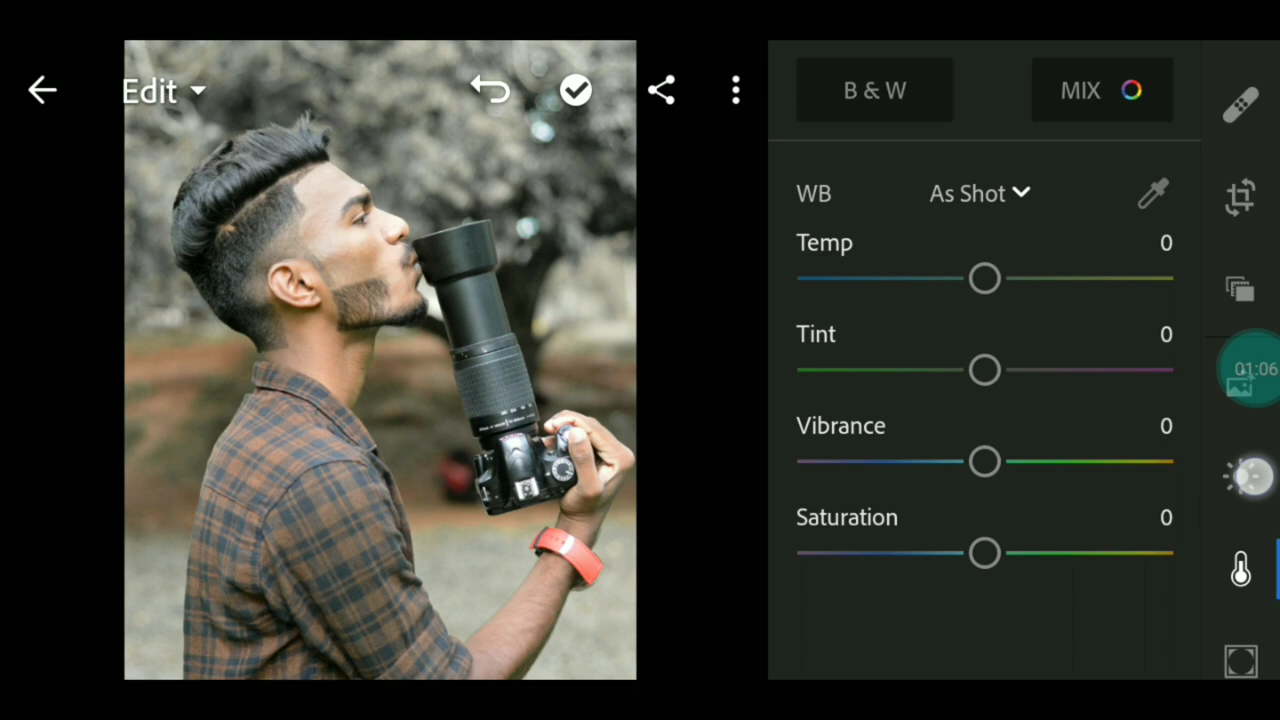 Edit
B & W
MIX
WB
As Shot
Temp
0
Tint
0
01:06
Vibrance
0
Saturation
0